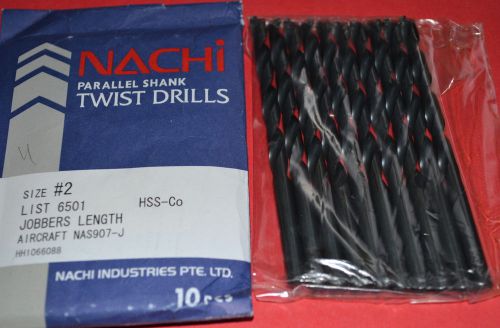 NACHi
PARALLEL SHANK
TWIST DRILLS
SIZE #2
LIST 6501 HSS-Co
JOBBERS LENGTH
AIRCRAFT NAS907-J
HH1066088
NACHI INDUSTRIES PTE. LTD.
10 pcs